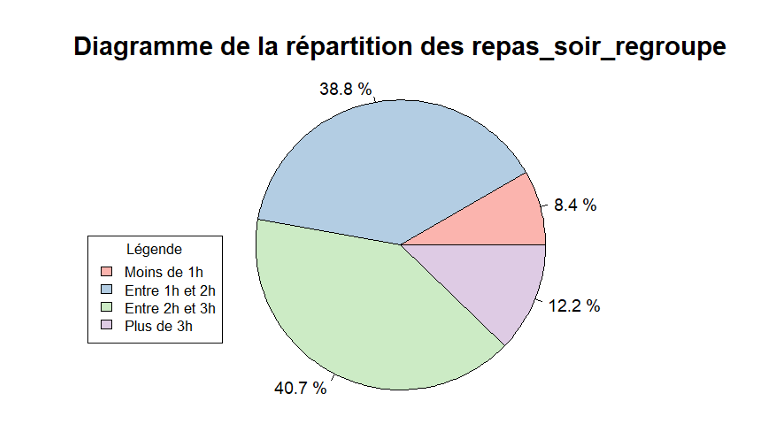 Diagramme de la répartition des repas_soir_regroupe
38.8 %
8.4 %
Légende
Moins de 1h
Entre 1h et 2h
Entre 2h et 3h
Plus de 3h
12.2 %
40.7 %